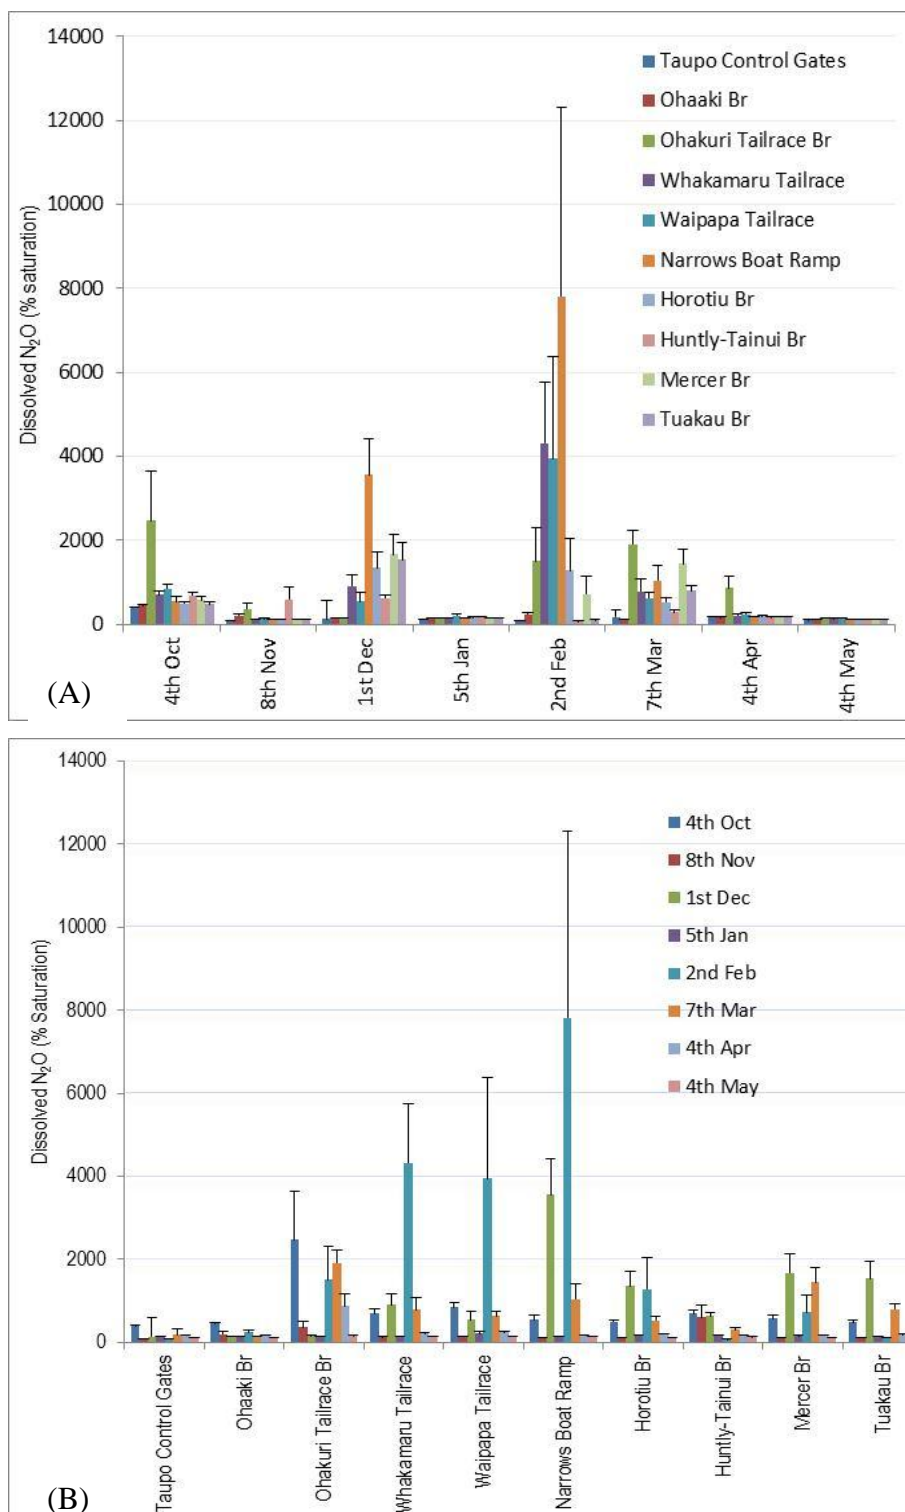 14000
12000
10000
8000
6000
4000
2000
0
Dissolved N₂O (% saturation)
Taupo Control Gates
Ohaaki Br
Ohakuri Tailrace Br
Whakamaru Tailrace
Waipapa Tailrace
Narrows Boat Ramp
Horotiu Br
Huntly-Tainui Br
Mercer Br
Tuakau Br
4th Oct
8th Nov
1st Dec
5th Jan
2nd Feb
7th Mar
4th Apr
4th May
(A)
14000
12000
10000
8000
6000
4000
2000
0
Dissolved N₂O (% Saturation)
4th Oct
8th Nov
1st Dec
5th Jan
2nd Feb
7th Mar
4th Apr
4th May
Taupo Control Gates
Ohaaki Br
Ohakuri Tailrace Br
Whakamaru Tailrace
Waipapa Tailrace
Narrows Boat Ramp
Horotiu Br
Huntly-Tainui Br
Mercer Br
Tuakau Br
(B)